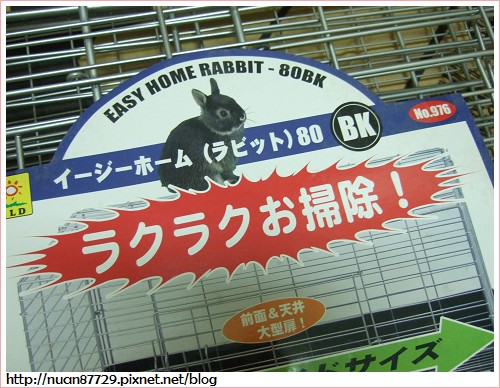 EASY HOME RABBIT - 80BK
No.976
イージーホーム(ラビット)80 BK
LD
ラクラクお掃除!
前面&天井
大型扉!
ドサイズ
http://nuan87729.pixnet.net/blog